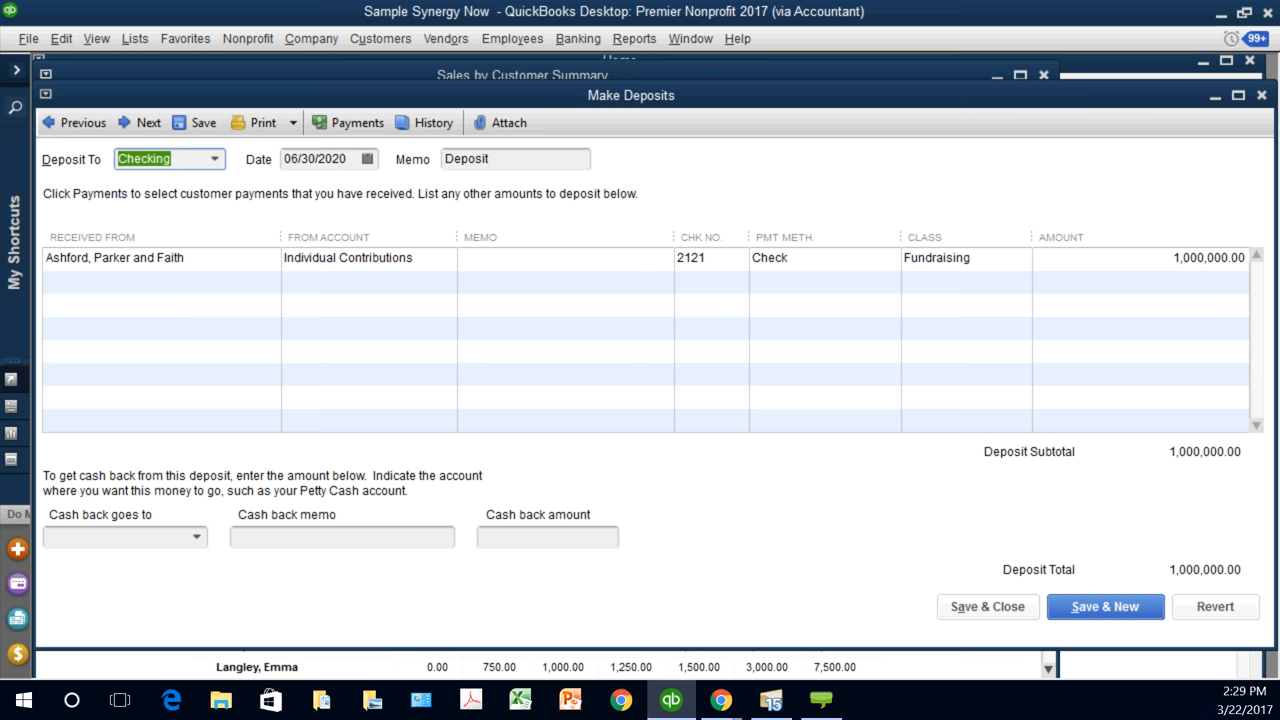 Sample Synergy Now - QuickBooks Desktop: Premier Nonprofit 2017 (via Accountant)
File Edit View Lists Favorites Nonprofit Company Customers Vendors Employees Banking Reports Window Help
99+
Sales by Customer Summary
Make Deposits
Previous Next Save Print Payments History Attach
Deposit To Checking Date 06/30/2020 Memo Deposit
Click Payments to select customer payments that you have received. List any other amounts to deposit below.
My Shortcuts
RECEIVED FROM FROM ACCOUNT MEMO CHK NO. PMT METH. CLASS AMOUNT
Ashford, Parker and Faith Individual Contributions 2121 Check Fundraising 1,000,000.00
Deposit Subtotal 1,000,000.00
To get cash back from this deposit, enter the amount below. Indicate the account
where you want this money to go, such as your Petty Cash account.
Do
Cash back goes to Cash back memo Cash back amount
Deposit Total 1,000,000.00
Save & Close Save & New Revert
Langley, Emma 0.00 750.00 1,000.00 1,250.00 1,500.00 3,000.00 7,500.00
qb 15
2:29 PM
3/22/2017